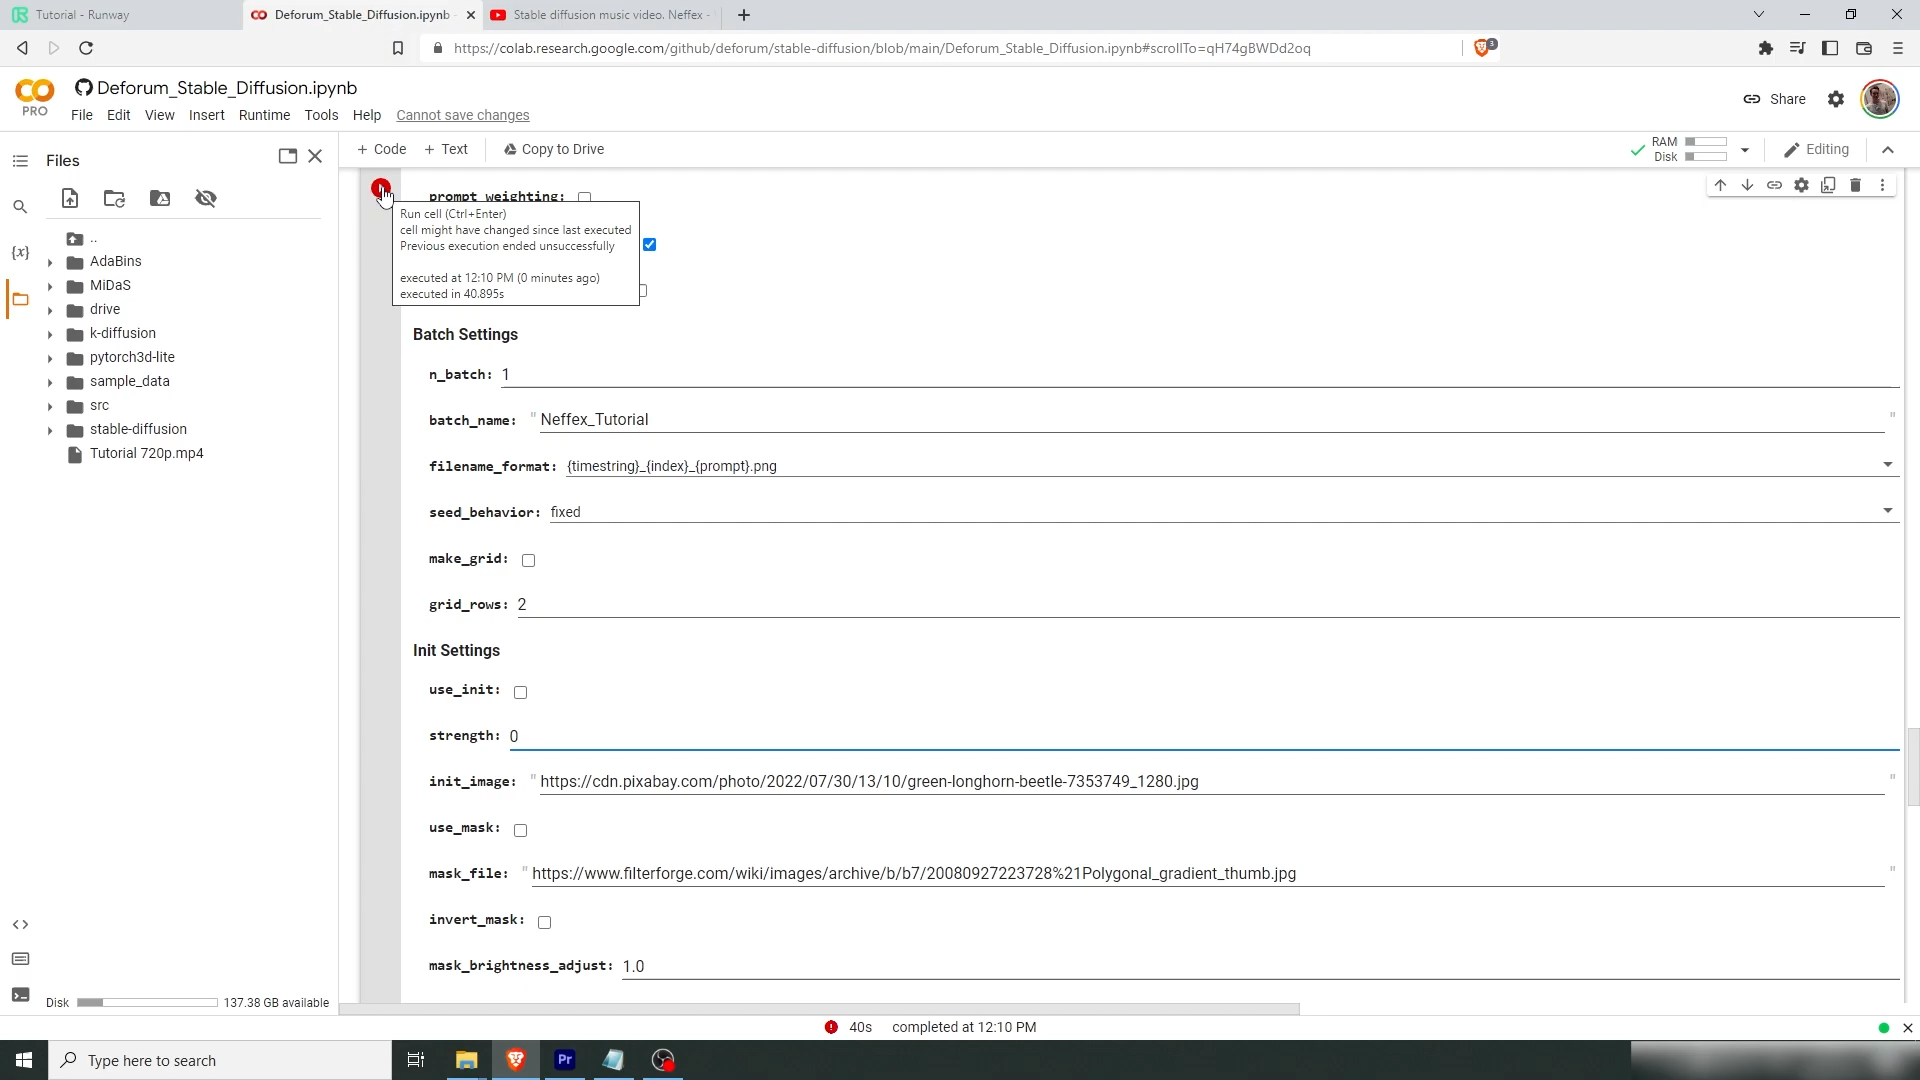 Tutorial - Runway
Deforum_Stable_Diffusion.ipynb
Stable diffusion music video. Neffex -
https://colab.research.google.com/github/deforum/stable-diffusion/blob/main/Deforum_Stable_Diffusion.ipynb#scrollTo=qH74gBWDd2oq
3
PRO
Deforum_Stable_Diffusion.ipynb
File Edit View Insert Runtime Tools Help Cannot save changes
Share
Files
+ Code + Text Copy to Drive
RAM
Disk
Editing
..
AdaBins
MiDaS
drive
k-diffusion
pytorch3d-lite
sample_data
src
stable-diffusion
Tutorial 720p.mp4
{x}
Disk 137.38 GB available
prompt_weighting:
Run cell (Ctrl+Enter)
cell might have changed since last executed
Previous execution ended unsuccessfully
executed at 12:10 PM (0 minutes ago)
executed in 40.895s
Batch Settings
n_batch: 1
batch_name: "Neffex_Tutorial"
filename_format: {timestring}_{index}_{prompt}.png
seed_behavior: fixed
make_grid:
grid_rows: 2
Init Settings
use_init:
strength: 0
init_image: "https://cdn.pixabay.com/photo/2022/07/30/13/10/green-longhorn-beetle-7353749_1280.jpg"
use_mask:
mask_file: "https://www.filterforge.com/wiki/images/archive/b/b7/20080927223728%21Polygonal_gradient_thumb.jpg"
invert_mask:
mask_brightness_adjust: 1.0
40s completed at 12:10 PM
Type here to search
Pr